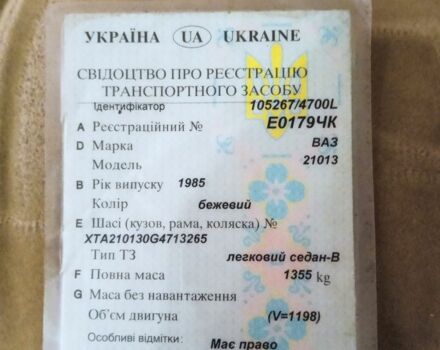 УКРАЇНА UA UKRAINE
СВІДОЦТВО ПРО РЕЄСТРАЦІЮ
ТРАНСПОРТНОГО ЗАСОБУ
Ідентифікатор 105267/4700L
A Реєстраційний № Е0179ЧК
D Марка ВАЗ
Модель 21013
B Рік випуску 1985
Колір бежевий
E Шасі (кузов, рама, коляска) №
XTA210130G4713265
Тип ТЗ легковий седан-В
F Повна маса 1355 kg
G Маса без навантаження
Об'єм двигуна (V=1198)
Особливі відмітки: Має право